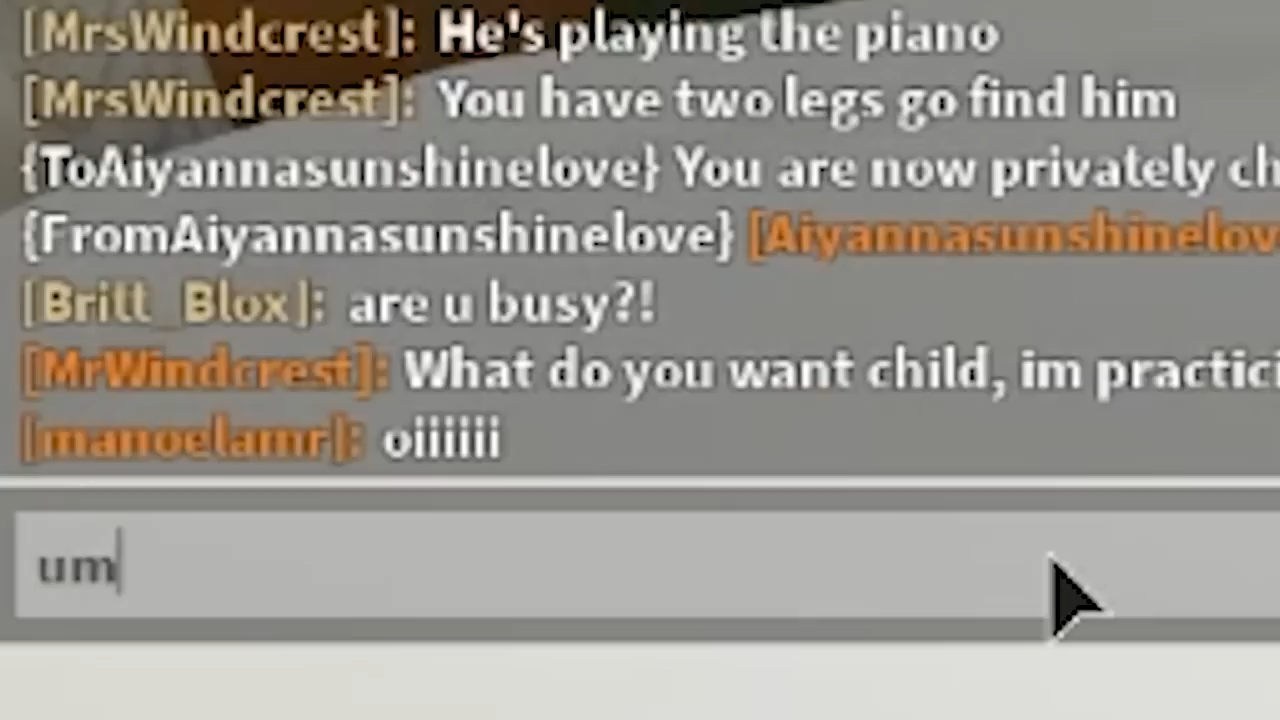 [MrsWindcrest]: He's playing the piano
[MrsWindcrest]: You have two legs go find him
{ToAiyannasunshinelove} You are now privately ch
{FromAiyannasunshinelove} [Aiyannasunshinelov
[Britt_Blox]: are u busy?!
[MrWindcrest]: What do you want child, im practici
[manoelamr]: oiiiiii
um